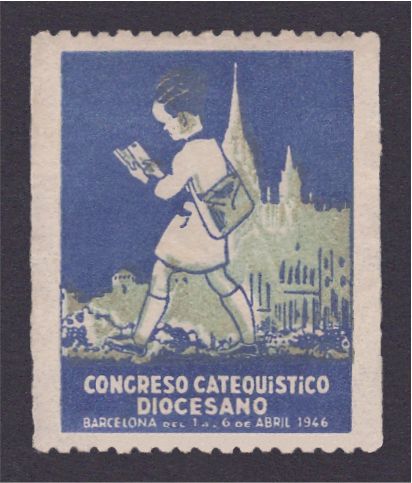 CONGRESO CATEQUISTICO
DIOCESANO
BARCELONA DEL 1 AL 6 DE ABRIL 1946